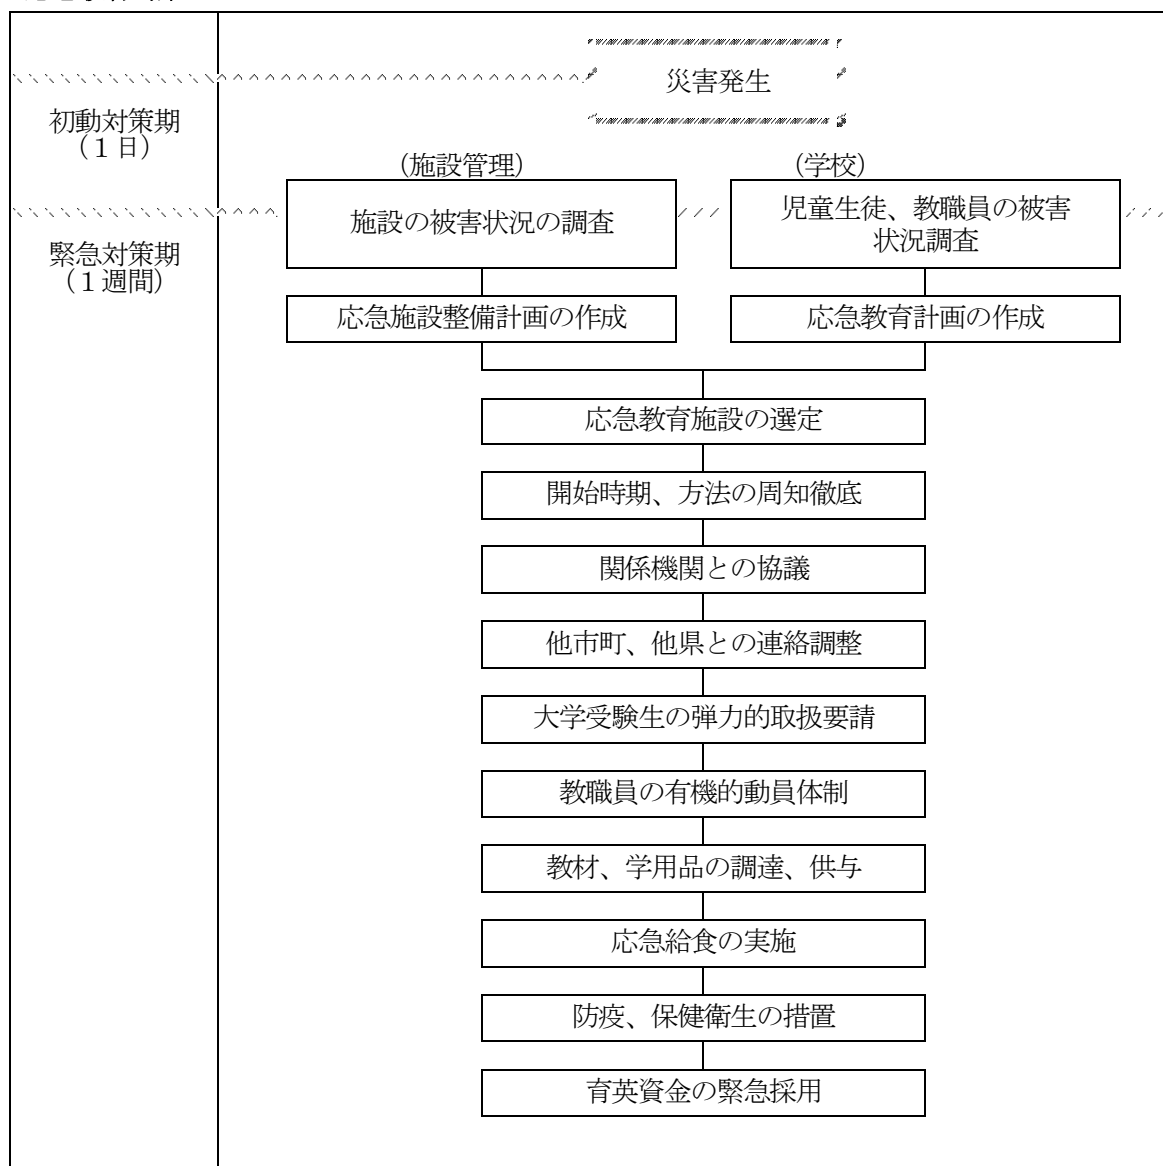 災害発生
初動対策期
（１日）
（施設管理）
（学校）
施設の被害状況の調査
児童生徒、教職員の被害
状況調査
緊急対策期
（１週間）
応急施設整備計画の作成
応急教育計画の作成
応急教育施設の選定
開始時期、方法の周知徹底
関係機関との協議
他市町、他県との連絡調整
大学受験生の弾力的取扱要請
教職員の有機的動員体制
教材、学用品の調達、供与
応急給食の実施
防疫、保健衛生の措置
育英資金の緊急採用